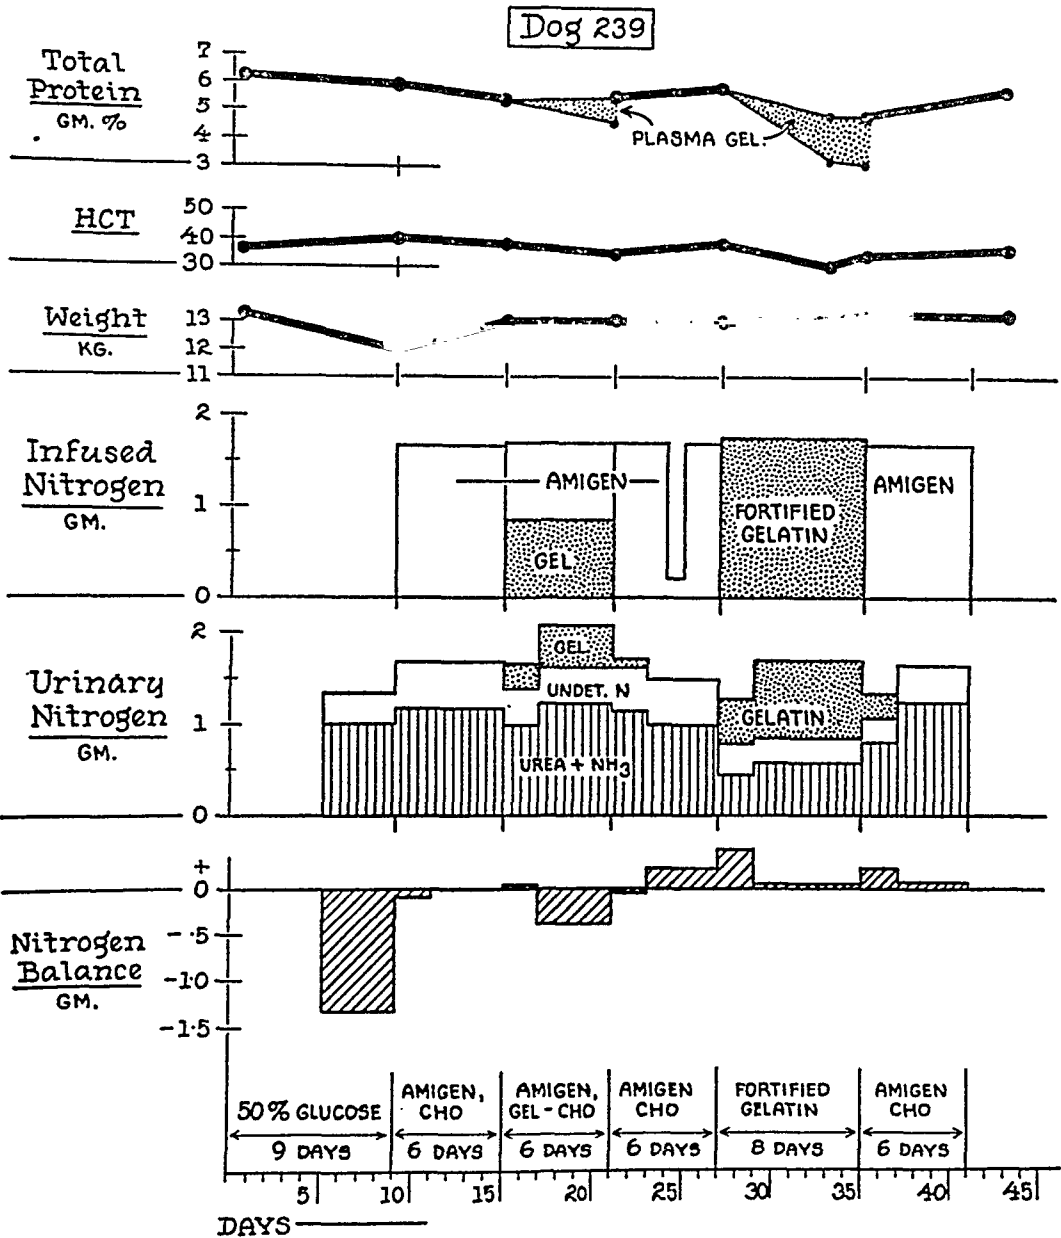 Dog 239
Total
Protein
GM. %
7
6
5
4
3
PLASMA GEL.
HCT
50
40
30
Weight
KG.
13
12
11
Infused
Nitrogen
GM.
2
1
0
AMIGEN
GEL
FORTIFIED
GELATIN
AMIGEN
Urinary
Nitrogen
GM.
2
1
0
GEL
UNDET. N
UREA + NH3
GELATIN
Nitrogen
Balance
GM.
+
0
-.5
-1.0
-1.5
50% GLUCOSE
9 DAYS
AMIGEN,
CHO
6 DAYS
AMIGEN,
GEL-CHO
6 DAYS
AMIGEN
CHO
6 DAYS
FORTIFIED
GELATIN
8 DAYS
AMIGEN
CHO
6 DAYS
5 10 15 20 25 30 35 40 45
DAYS